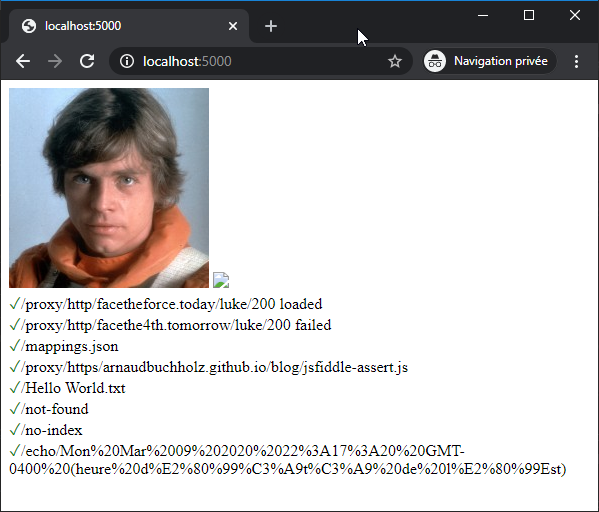 localhost:5000
localhost:5000
Navigation privée
✓/proxy/http/facetheforce.today/luke/200 loaded
✓/proxy/http/facethe4th.tomorrow/luke/200 failed
✓/mappings.json
✓/proxy/https/arnaudbuchholz.github.io/blog/jsfiddle-assert.js
✓/Hello World.txt
✓/not-found
✓/no-index
✓/echo/Mon%20Mar%2009%202020%2022%3A17%3A20%20GMT-
0400%20(heure%20d%E2%80%99%C3%A9t%C3%A9%20de%20l%E2%80%99Est)